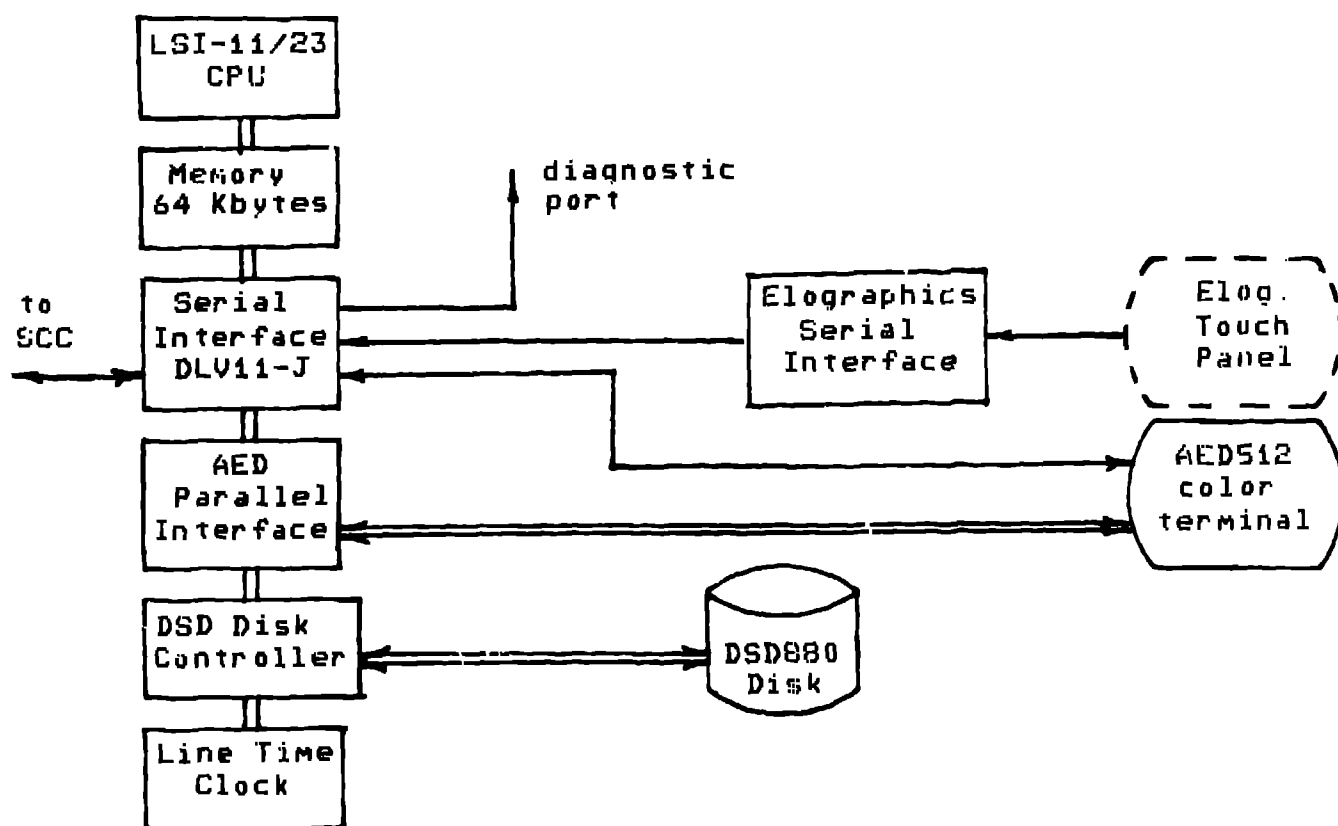 LSI-11/23
CPU
Memory
64 Kbytes
diagnostic
port
to
SCC
Serial
Interface
DLV11-J
Elographics
Serial
Interface
Elog.
Touch
Panel
AED
Parallel
Interface
AED512
color
terminal
DSD Disk
Controller
DSD880
Disk
Line Time
Clock